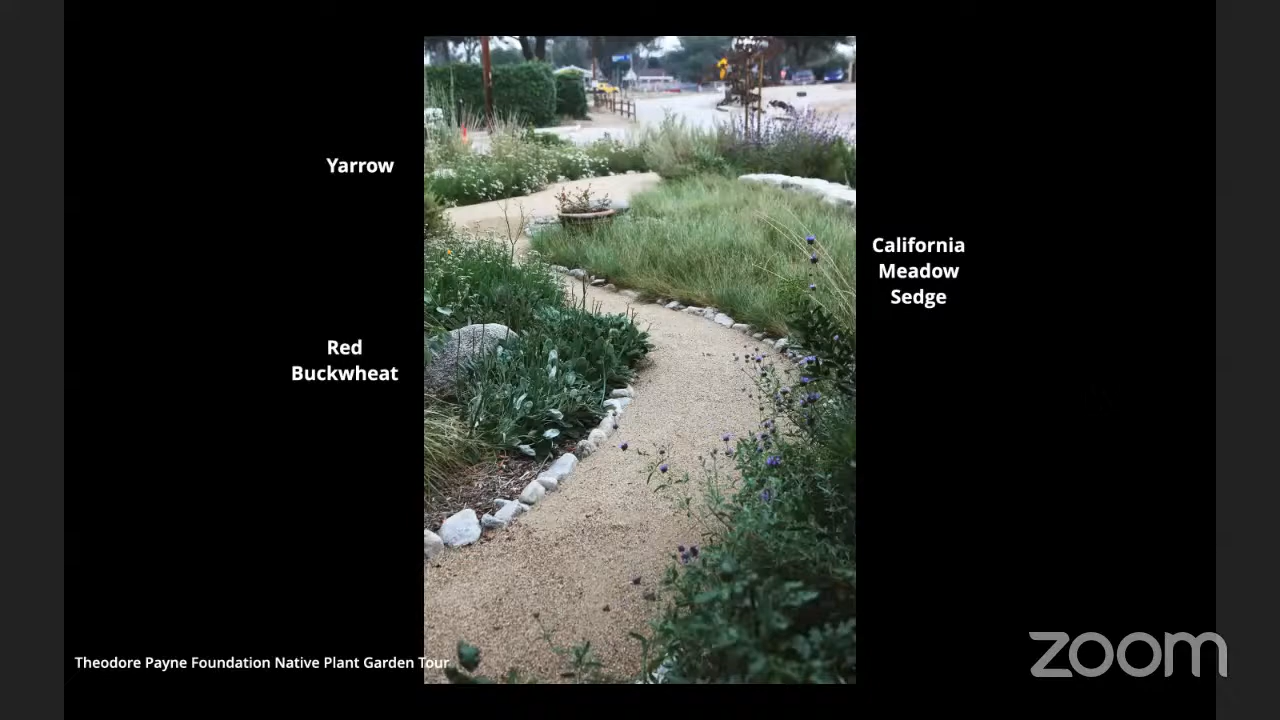 Yarrow
California
Meadow
Sedge
Red
Buckwheat
Theodore Payne Foundation Native Plant Garden Tour
zoom